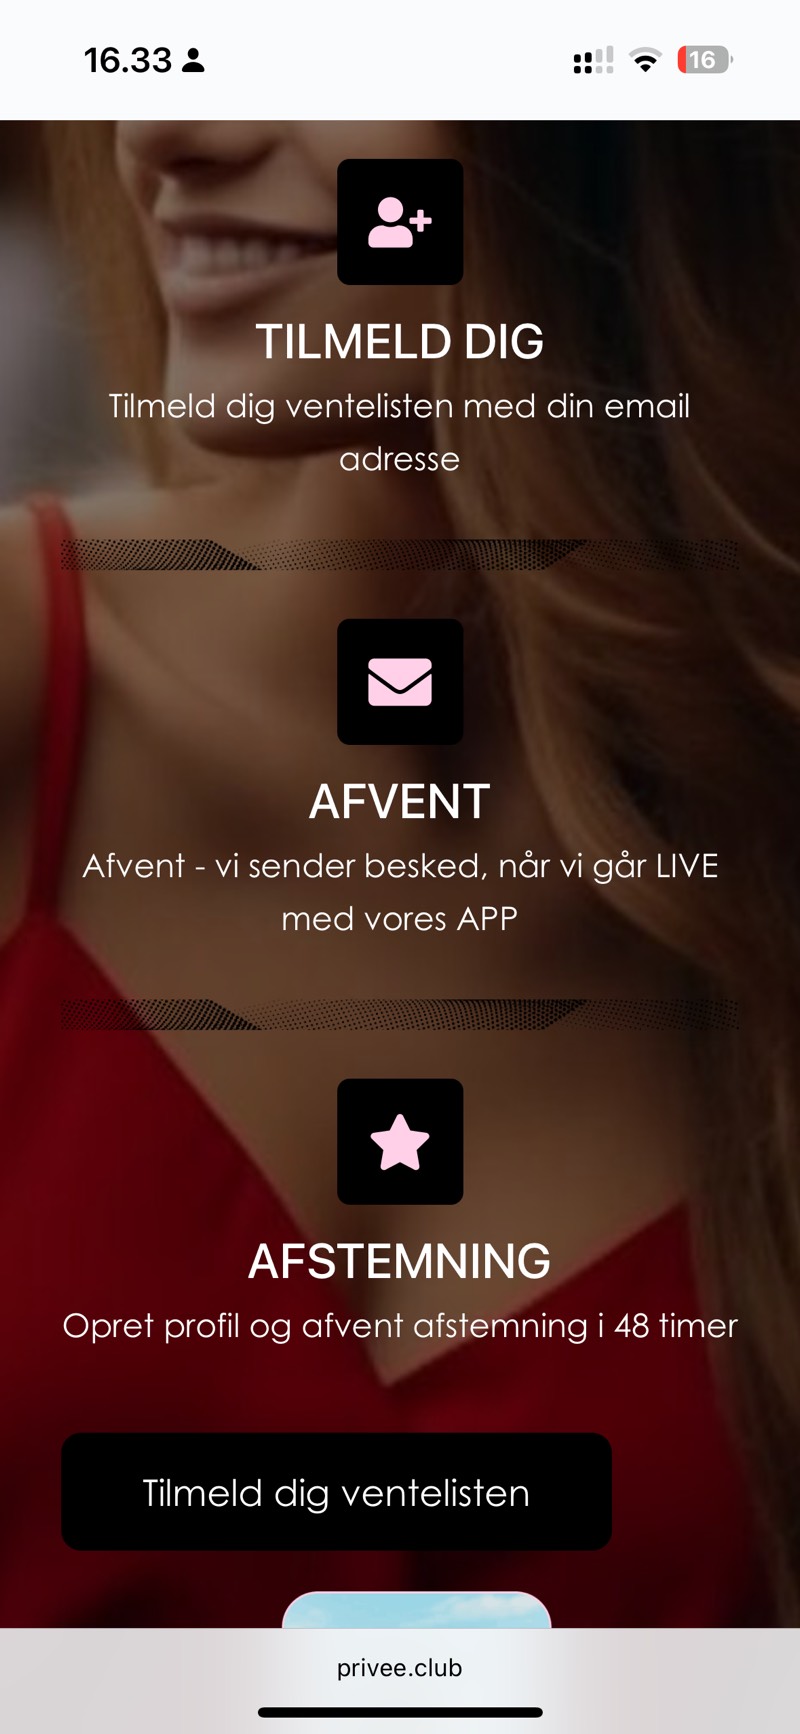 16.33
16
TILMELD DIG
Tilmeld dig ventelisten med din email
adresse
AFVENT
Afvent - vi sender besked, når vi går LIVE
med vores APP
AFSTEMNING
Opret profil og afvent afstemning i 48 timer
Tilmeld dig ventelisten
privee.club